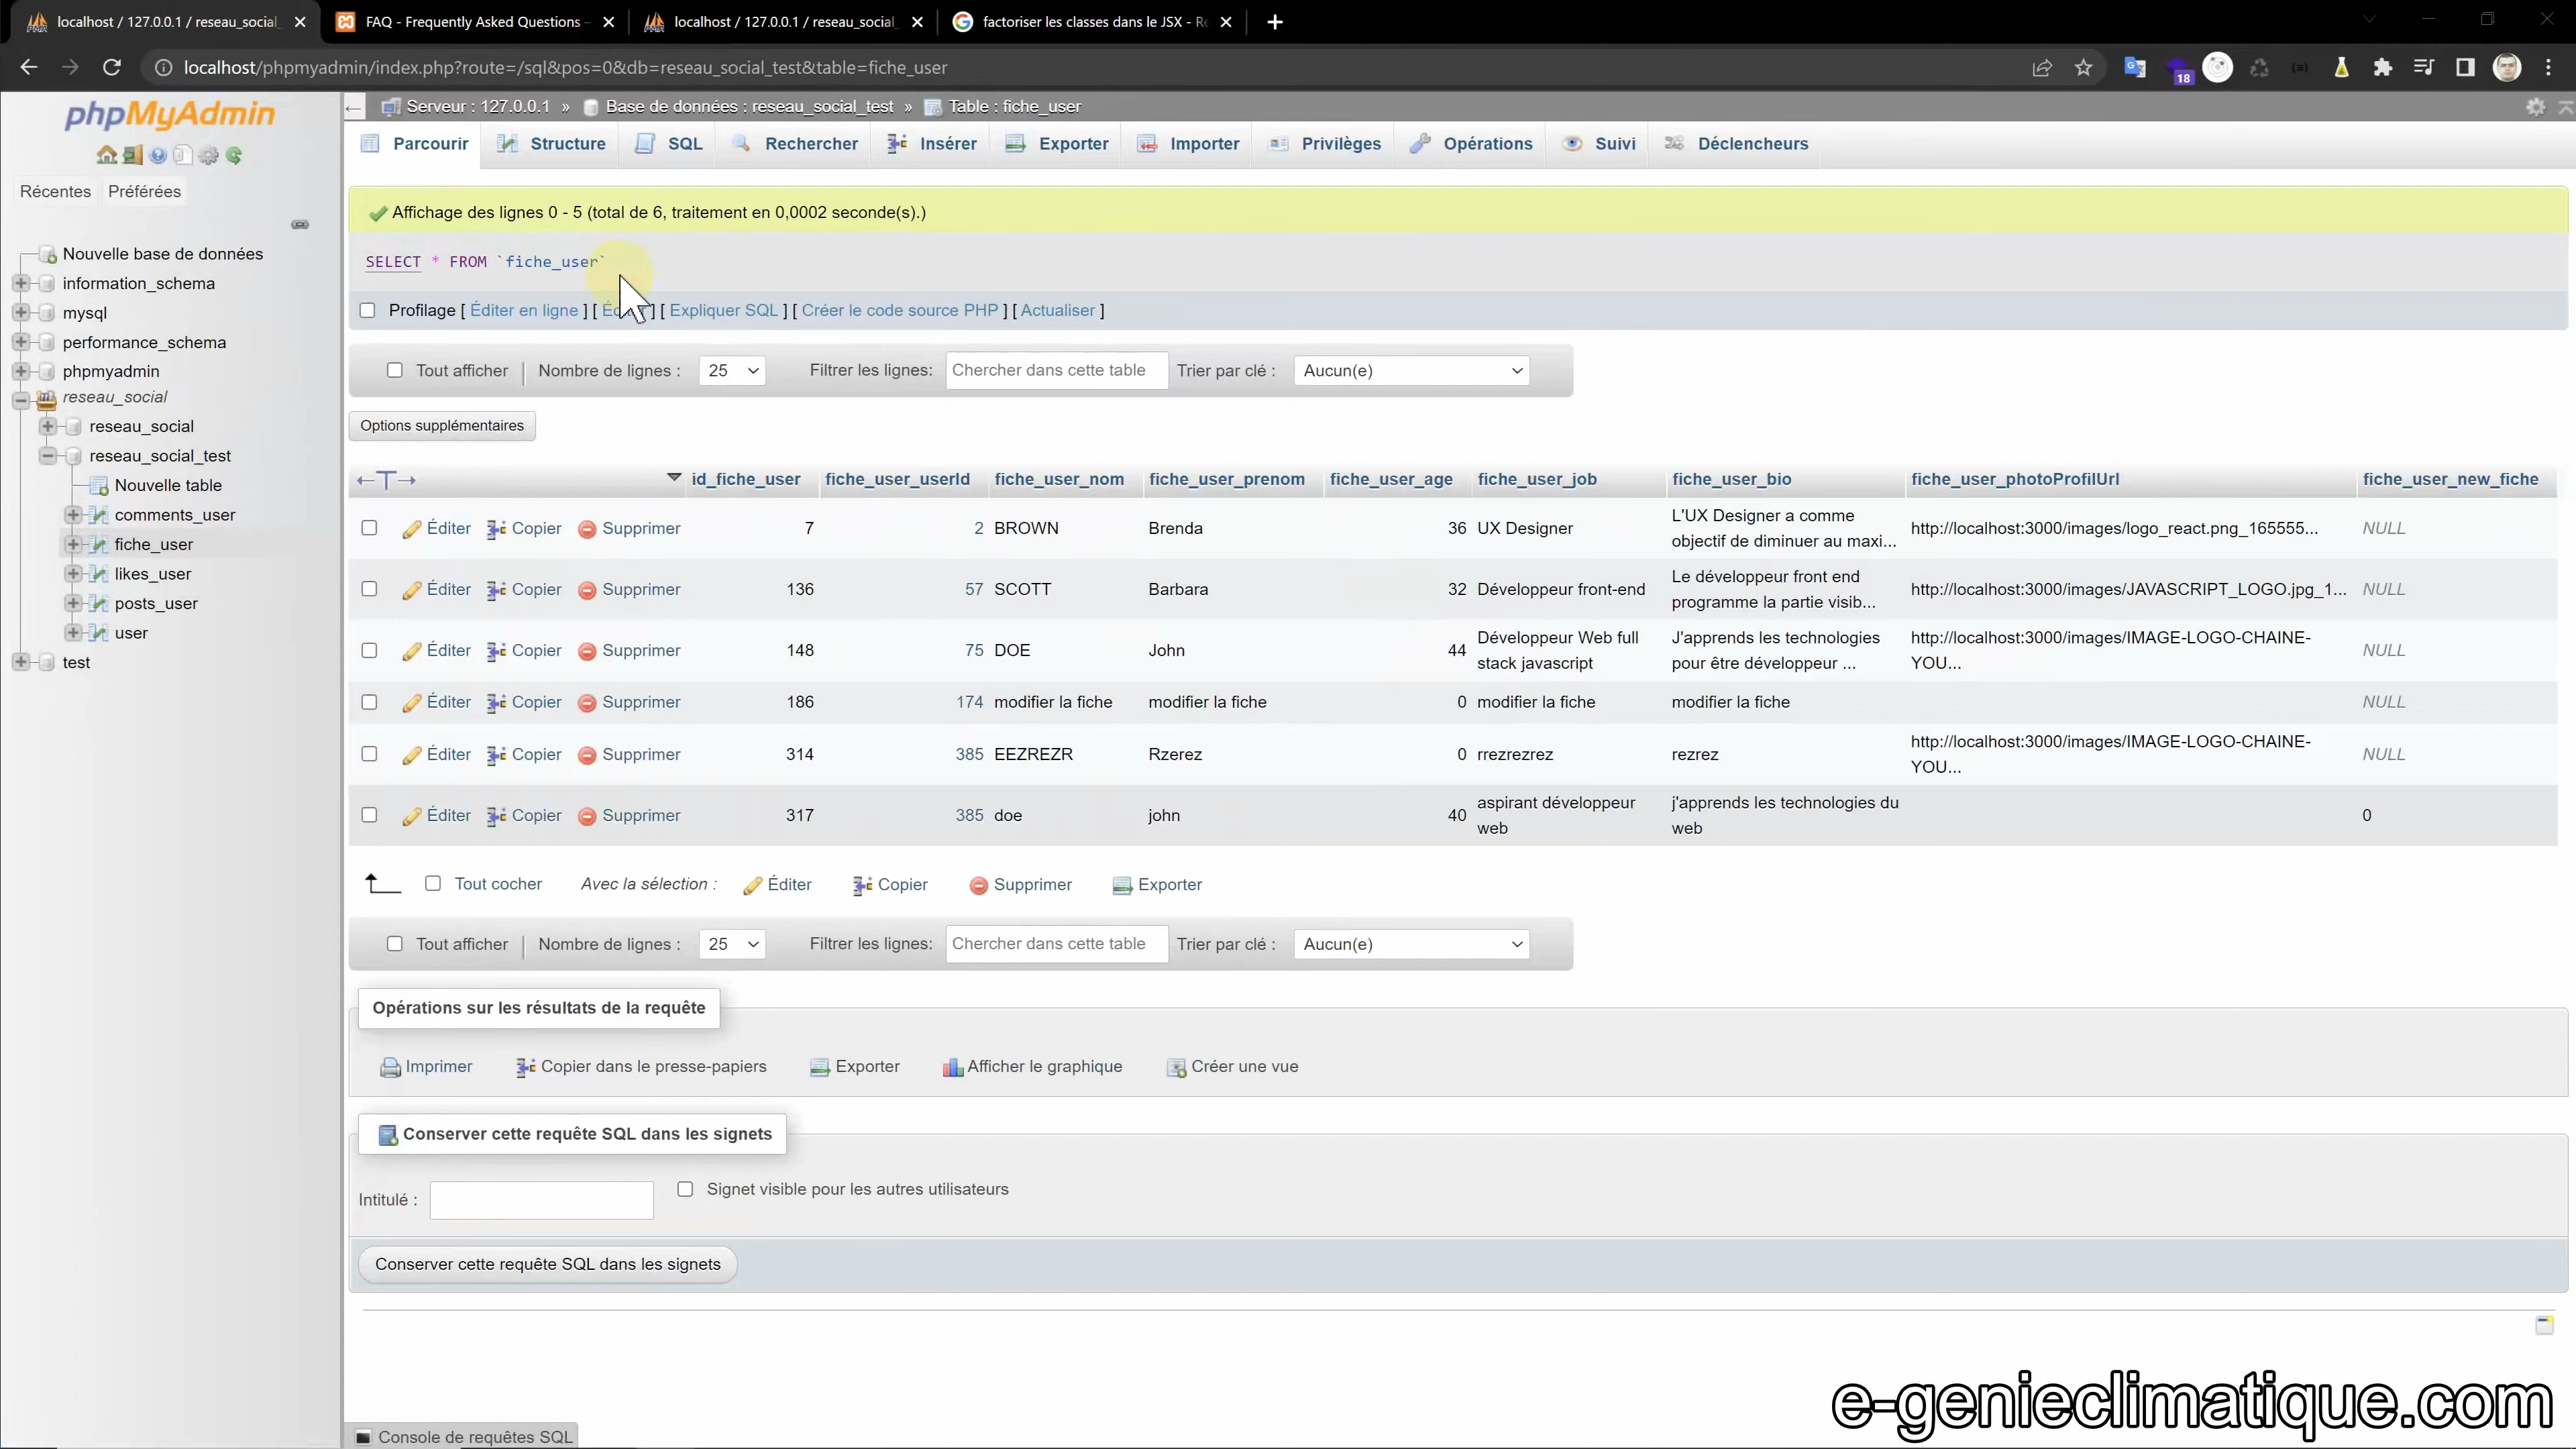 localhost / 127.0.0.1 / reseau_social_
FAQ - Frequently Asked Questions -
localhost / 127.0.0.1 / reseau_social_
factoriser les classes dans le JSX - Re
localhost/phpmyadmin/index.php?route=/sql&pos=0&db=reseau_social_test&table=fiche_user
18
phpMyAdmin
Récentes Préférées
Nouvelle base de données
information_schema
mysql
performance_schema
phpmyadmin
reseau_social
reseau_social
reseau_social_test
Nouvelle table
comments_user
fiche_user
likes_user
posts_user
user
test
Serveur : 127.0.0.1 » Base de données : reseau_social_test » Table : fiche_user
Parcourir Structure SQL Rechercher Insérer Exporter Importer Privilèges Opérations Suivi Déclencheurs
Affichage des lignes 0 - 5 (total de 6, traitement en 0,0002 seconde(s).)
SELECT * FROM `fiche_user`
Profilage [ Éditer en ligne ] [ ] [ Expliquer SQL ] [ Créer le code source PHP ] [ Actualiser ]
Tout afficher | Nombre de lignes : 25 Filtrer les lignes: Chercher dans cette table Trier par clé : Aucun(e)
Options supplémentaires
←T→ id_fiche_user fiche_user_userId fiche_user_nom fiche_user_prenom fiche_user_age fiche_user_job fiche_user_bio fiche_user_photoProfilUrl fiche_user_new_fiche
L'UX Designer a comme
Éditer Copier Supprimer 7 2 BROWN Brenda 36 UX Designer http://localhost:3000/images/logo_react.png_165555... NULL
objectif de diminuer au maxi...
Le développeur front end
Éditer Copier Supprimer 136 57 SCOTT Barbara 32 Développeur front-end http://localhost:3000/images/JAVASCRIPT_LOGO.jpg_1... NULL
programme la partie visib...
Développeur Web full J'apprends les technologies http://localhost:3000/images/IMAGE-LOGO-CHAINE-
Éditer Copier Supprimer 148 75 DOE John 44 NULL
stack javascript pour être développeur ... YOU...
Éditer Copier Supprimer 186 174 modifier la fiche modifier la fiche 0 modifier la fiche modifier la fiche NULL
http://localhost:3000/images/IMAGE-LOGO-CHAINE-
Éditer Copier Supprimer 314 385 EEZREZR Rzerez 0 rrezrezrez rezrez NULL
YOU...
aspirant développeur j'apprends les technologies du
Éditer Copier Supprimer 317 385 doe john 40 0
web web
Tout cocher Avec la sélection : Éditer Copier Supprimer Exporter
Tout afficher | Nombre de lignes : 25 Filtrer les lignes: Chercher dans cette table Trier par clé : Aucun(e)
Opérations sur les résultats de la requête
Imprimer Copier dans le presse-papiers Exporter Afficher le graphique Créer une vue
Conserver cette requête SQL dans les signets
Intitulé : Signet visible pour les autres utilisateurs
Conserver cette requête SQL dans les signets
Console de requêtes SQL
e-genieclimatique.com